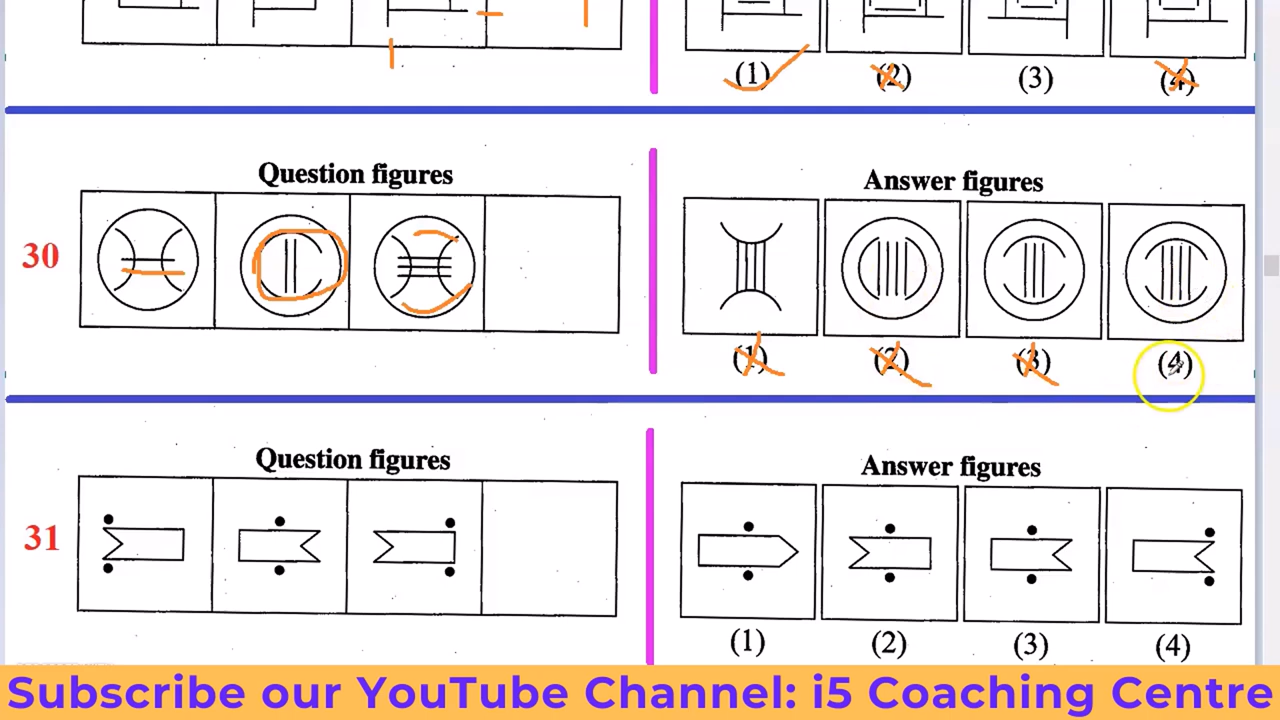 (1) (2) (3) (4)
Question figures Answer figures
30
(1) (2) (3) (4)
Question figures Answer figures
31
(1) (2) (3) (4)
Subscribe our YouTube Channel: i5 Coaching Centre